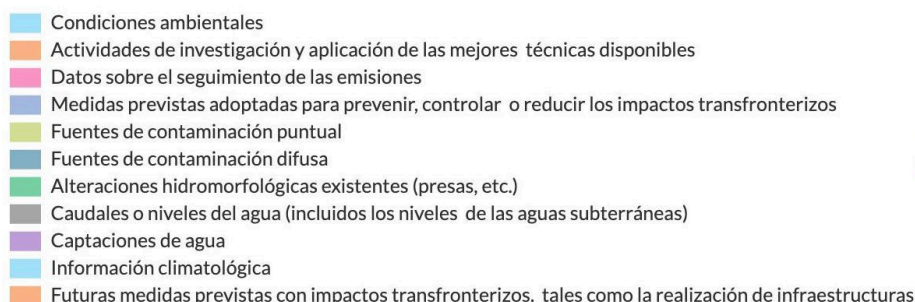 Condiciones ambientales
Actividades de investigación y aplicación de las mejores técnicas disponibles
Datos sobre el seguimiento de las emisiones
Medidas previstas adoptadas para prevenir, controlar o reducir los impactos transfronterizos
Fuentes de contaminación puntual
Fuentes de contaminación difusa
Alteraciones hidromorfológicas existentes (presas, etc.)
Caudales o niveles del agua (incluidos los niveles de las aguas subterráneas)
Captaciones de agua
Información climatológica
Futuras medidas previstas con impactos transfronterizos, tales como la realización de infraestructuras